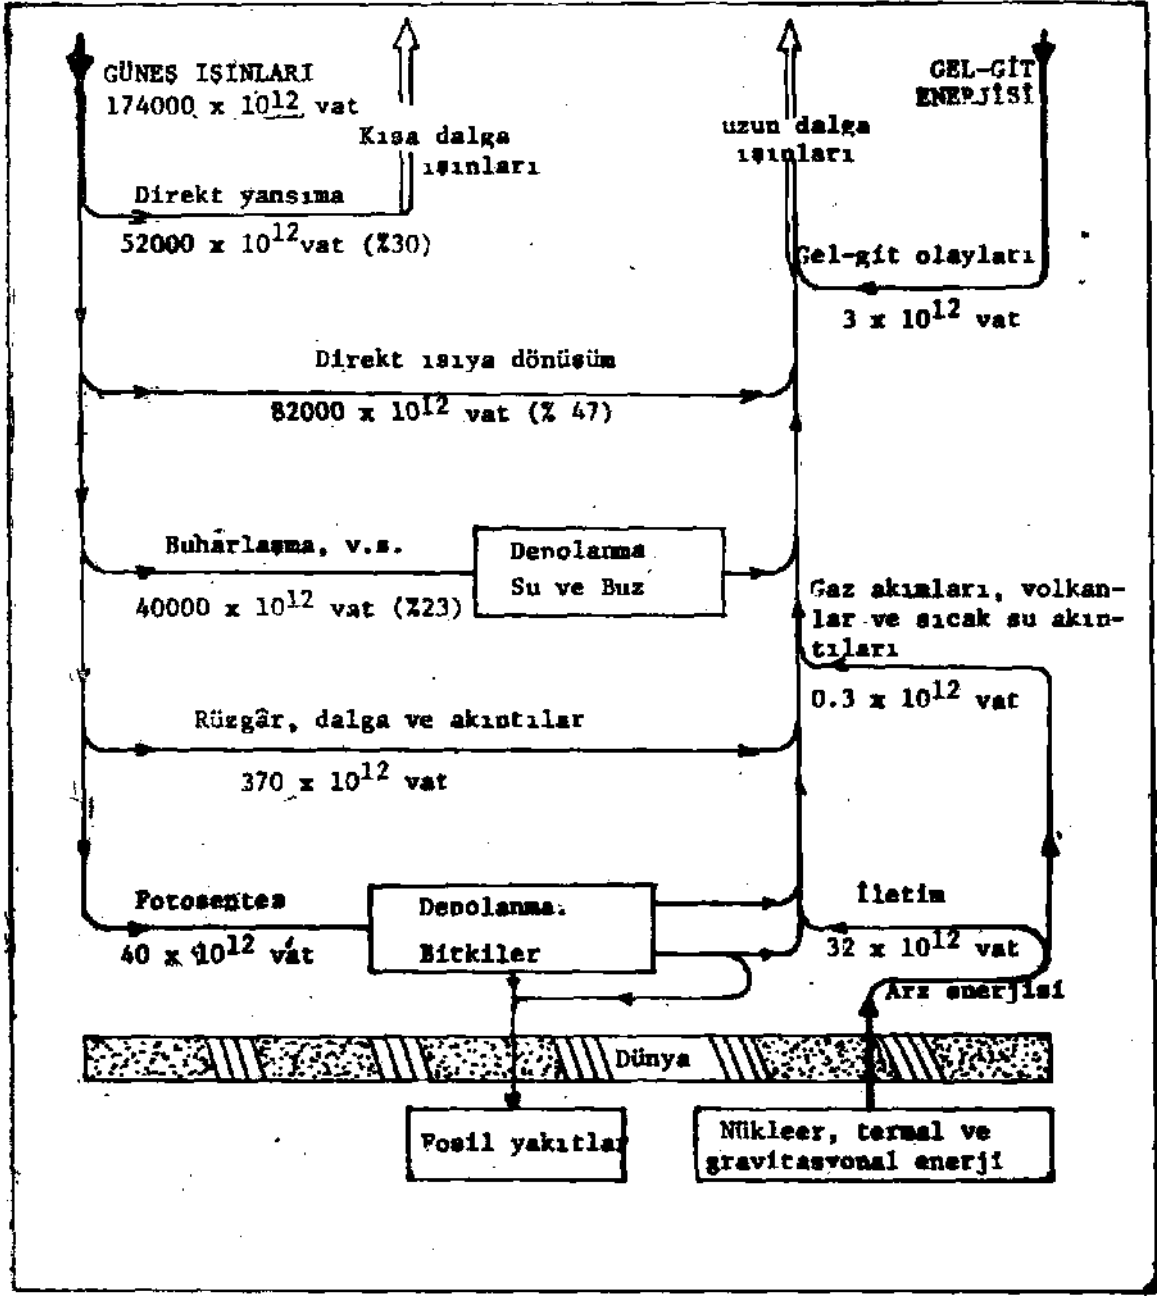 GÜNEŞ IŞINLARI
174000 x 10¹² vat
Kısa dalga
ışınları
uzun dalga
ışınları
GEL-GİT
ENERJİSİ
Direkt yansıma
52000 x 10¹² vat (%30)
Gel-git olayları
3 x 10¹² vat
Direkt ısıya dönüşüm
82000 x 10¹² vat (% 47)
Buharlaşma, v.s.
40000 x 10¹² vat (%23)
Depolanma
Su ve Buz
Gaz akımları, volkan-
lar ve sıcak su akın-
tıları
0.3 x 10¹² vat
Rüzgâr, dalga ve akıntılar
370 x 10¹² vat
Fotosentez
40 x 10¹² vat
Depolanma.
Bitkiler
İletim
32 x 10¹² vat
Arz enerjisi
Dünya
Fosil yakıtlar
Nükleer, termal ve
gravitasyonal enerji